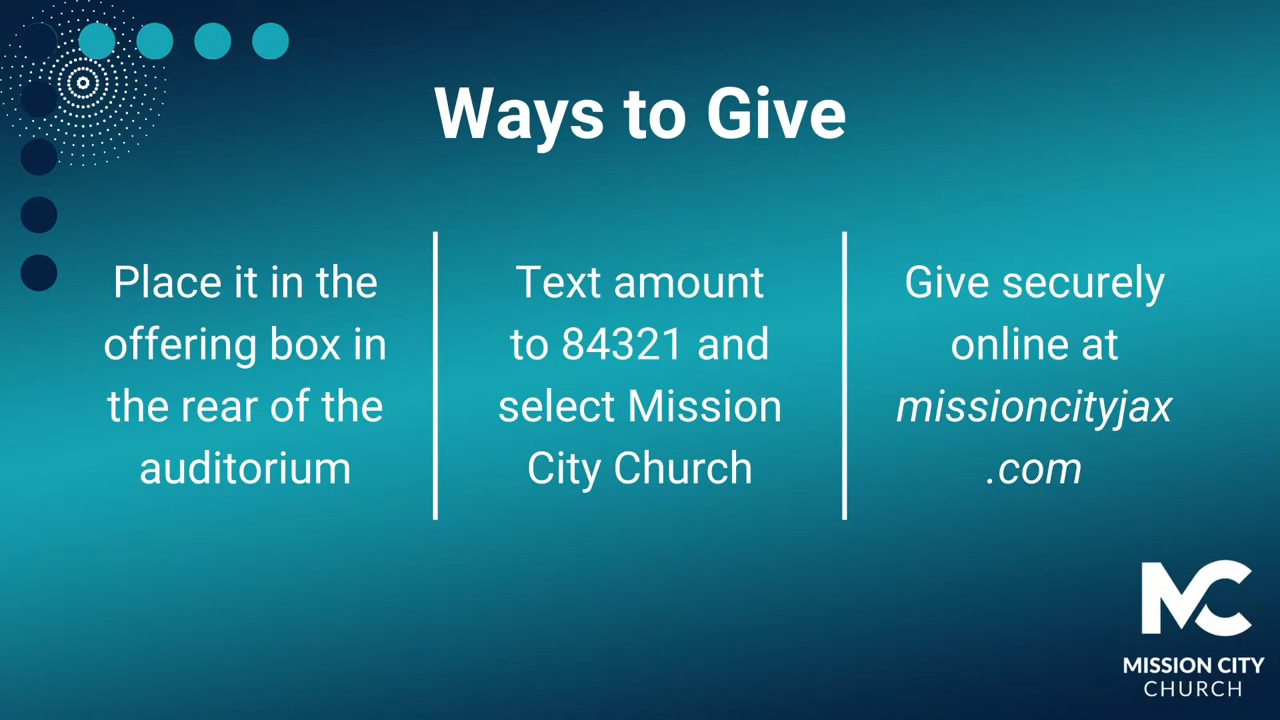 Ways to Give
Place it in the
offering box in
the rear of the
auditorium
Text amount
to 84321 and
select Mission
City Church
Give securely
online at
missioncityjax
.com
MC
MISSION CITY
CHURCH